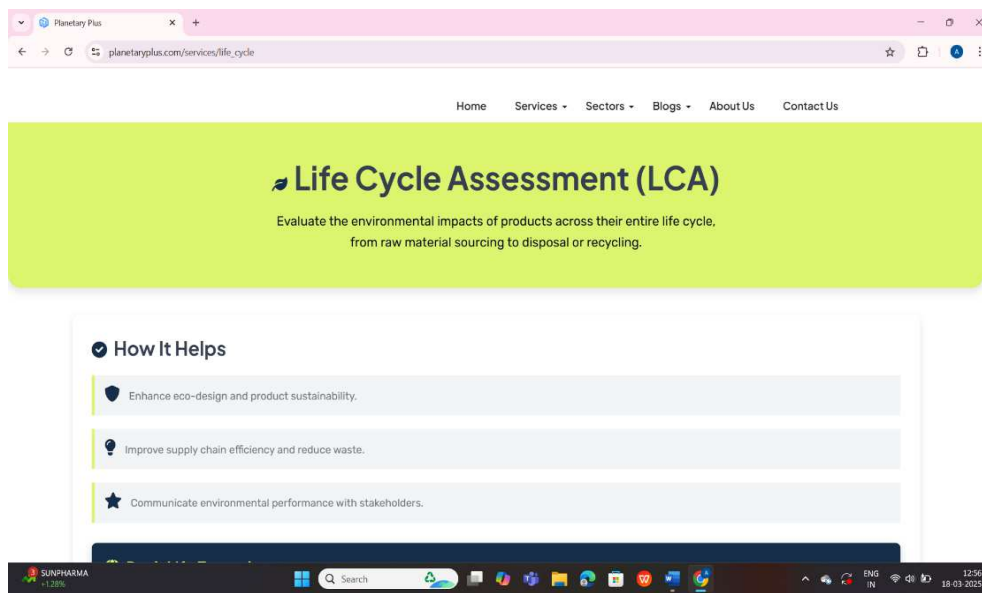 Planetary Plus
planetaryplus.com/services/life_cycle
A
Home Services Sectors Blogs About Us Contact Us
Life Cycle Assessment (LCA)
Evaluate the environmental impacts of products across their entire life cycle,
from raw material sourcing to disposal or recycling.
How It Helps
Enhance eco-design and product sustainability.
Improve supply chain efficiency and reduce waste.
Communicate environmental performance with stakeholders.
3
SUNPHARMA
+1.28%
Search
ENG
IN
12:56
18-03-2025